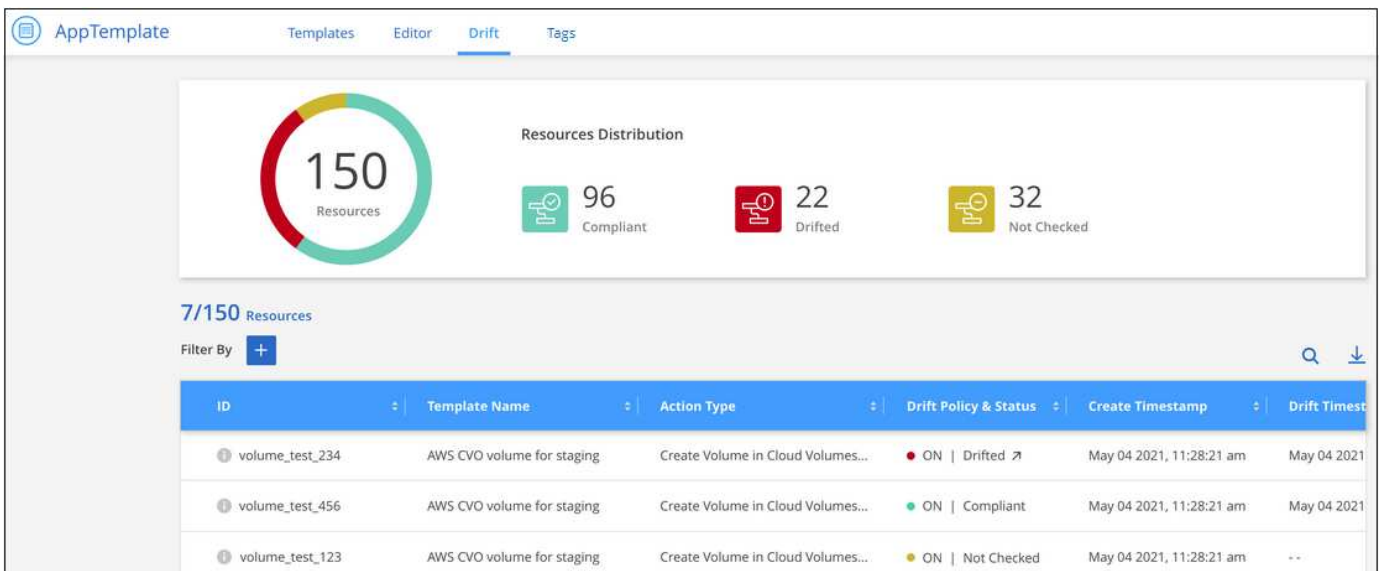 AppTemplate Templates Editor Drift Tags
Resources Distribution
150
Resources
96
Compliant
22
Drifted
32
Not Checked
7/150 Resources
Filter By +
ID Template Name Action Type Drift Policy & Status Create Timestamp Drift Timest
volume_test_234 AWS CVO volume for staging Create Volume in Cloud Volumes... ON | Drifted May 04 2021, 11:28:21 am May 04 2021
volume_test_456 AWS CVO volume for staging Create Volume in Cloud Volumes... ON | Compliant May 04 2021, 11:28:21 am May 04 2021
volume_test_123 AWS CVO volume for staging Create Volume in Cloud Volumes... ON | Not Checked May 04 2021, 11:28:21 am - -